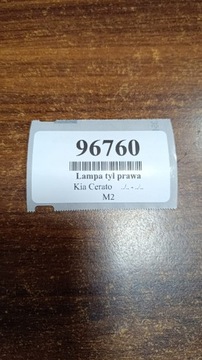 96760
Lampa tył prawa
Kia Cerato ./.-./.
M2